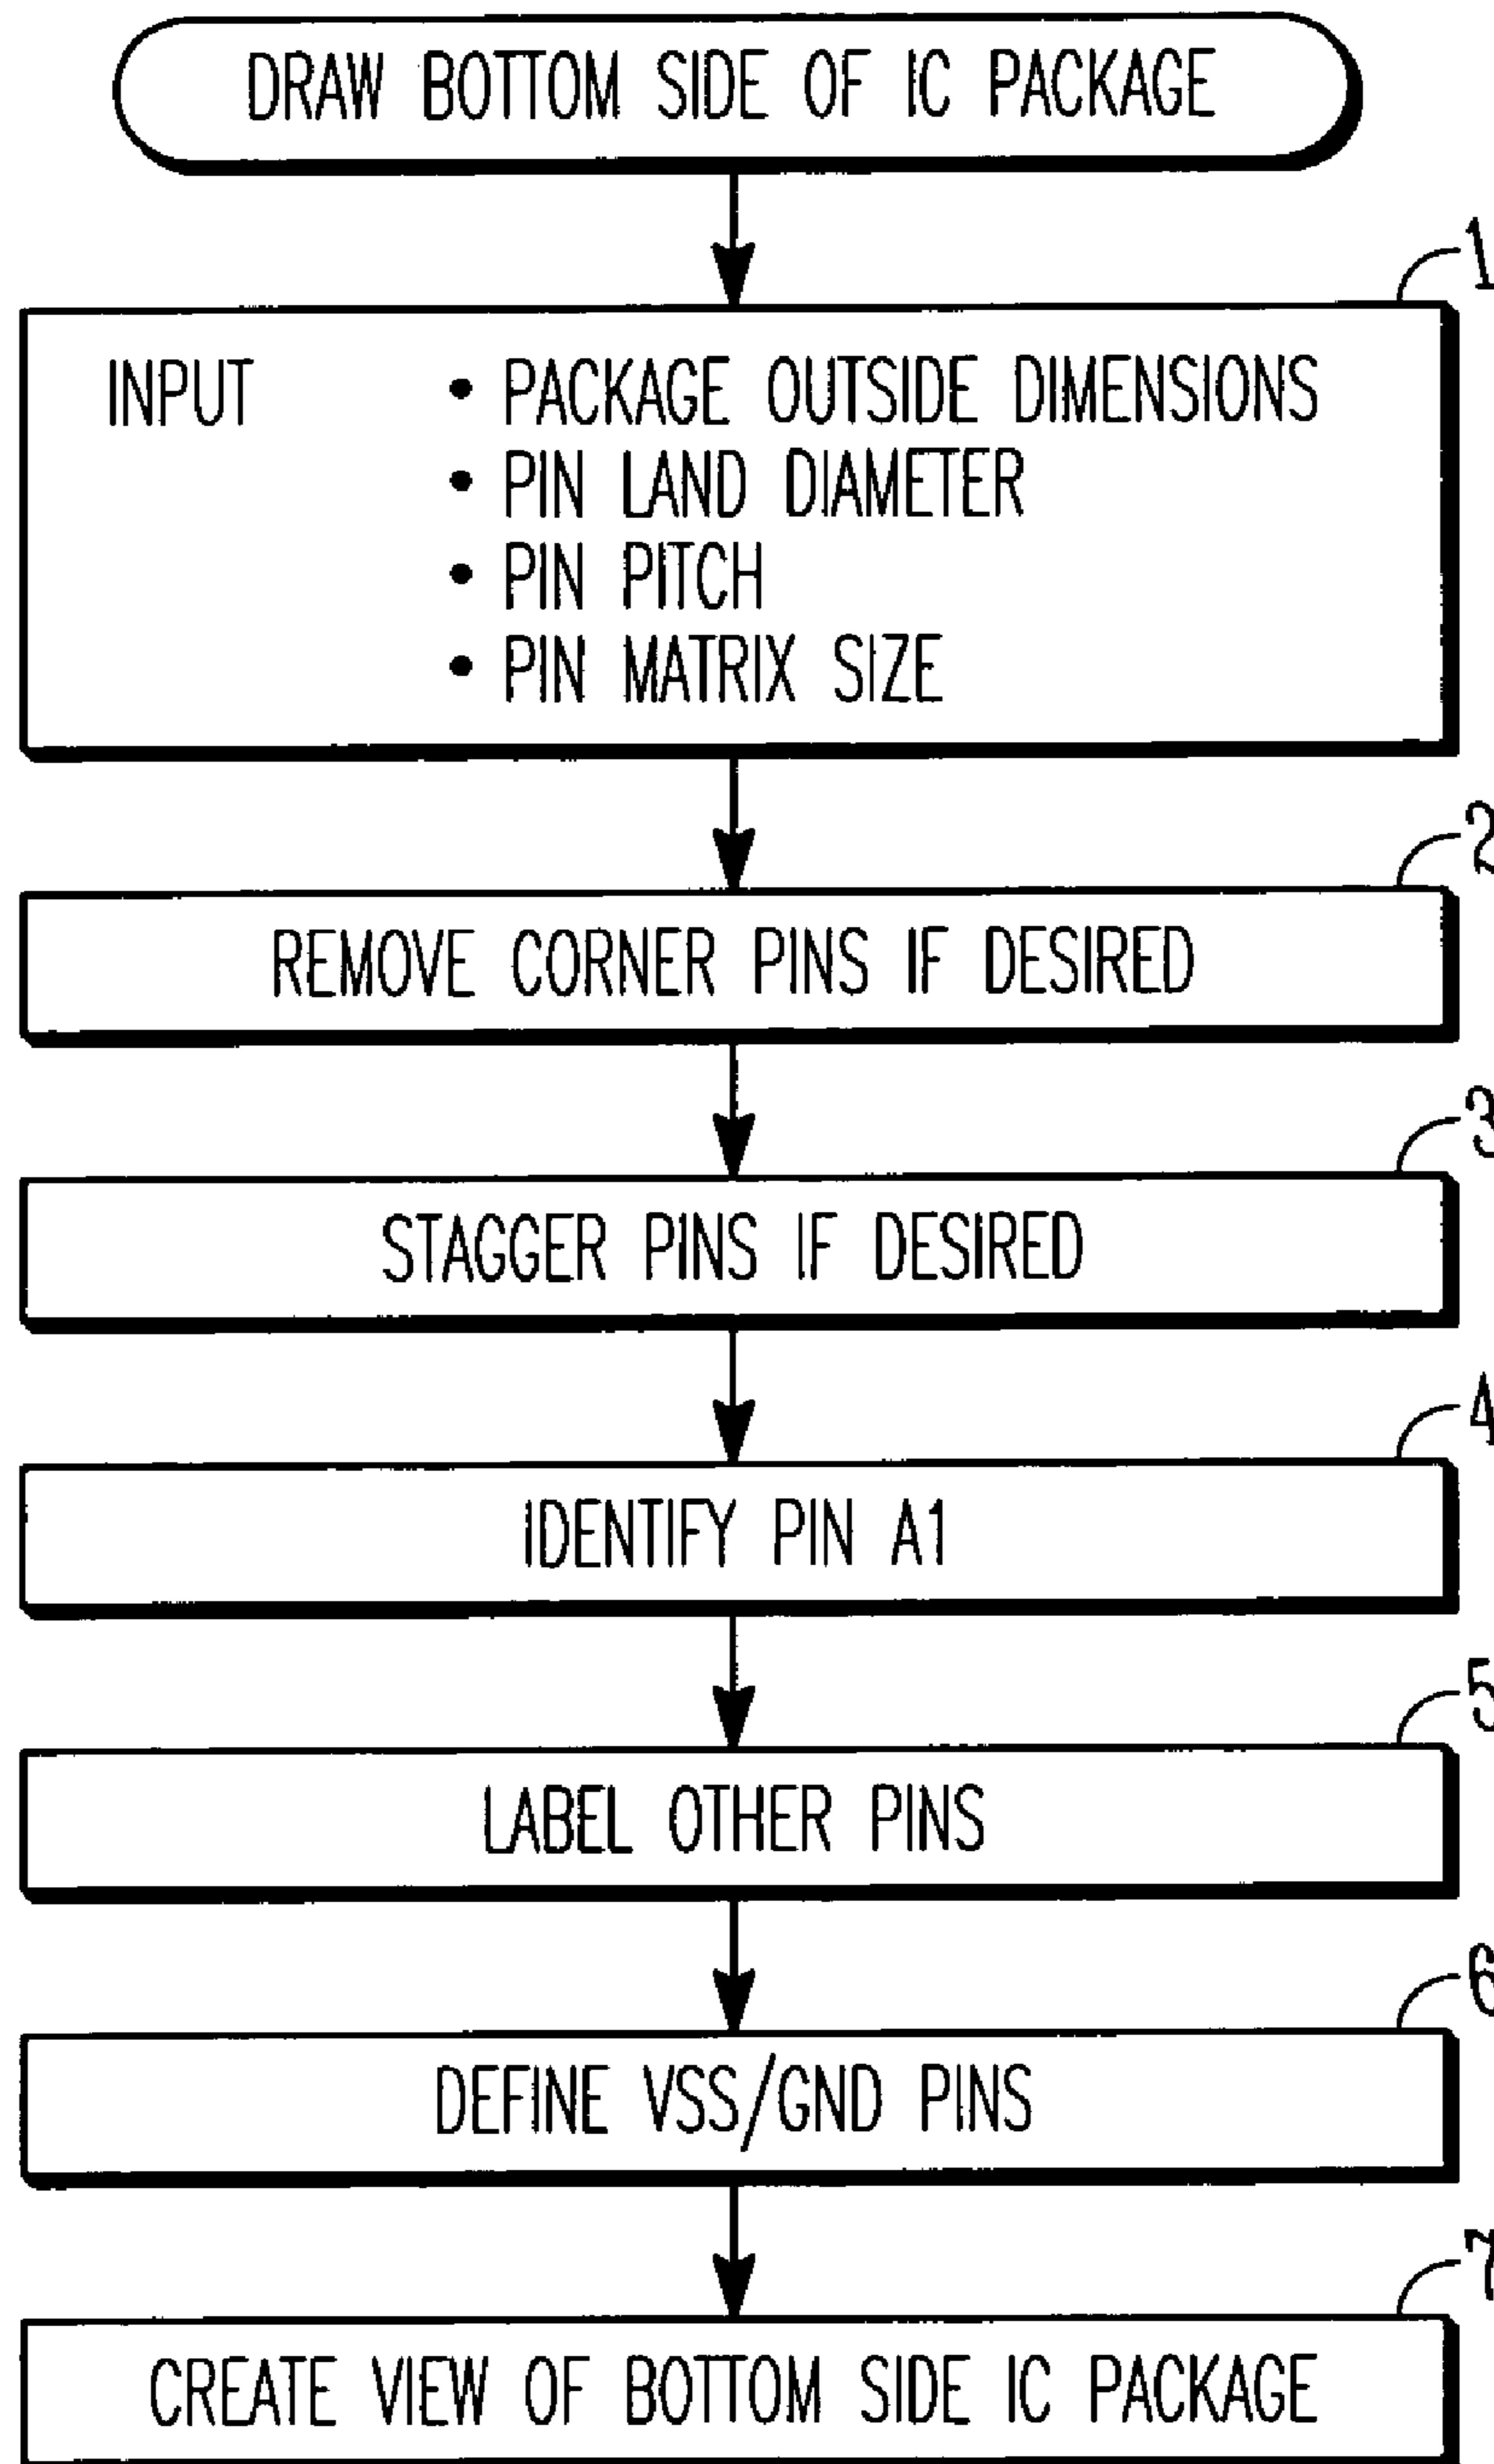 DRAW BOTTOM SIDE OF IC PACKAGE
1
INPUT • PACKAGE OUTSIDE DIMENSIONS
• PIN LAND DIAMETER
• PIN PITCH
• PIN MATRIX SIZE
2
REMOVE CORNER PINS IF DESIRED
3
STAGGER PINS IF DESIRED
4
IDENTIFY PIN A1
5
LABEL OTHER PINS
6
DEFINE VSS/GND PINS
7
CREATE VIEW OF BOTTOM SIDE IC PACKAGE